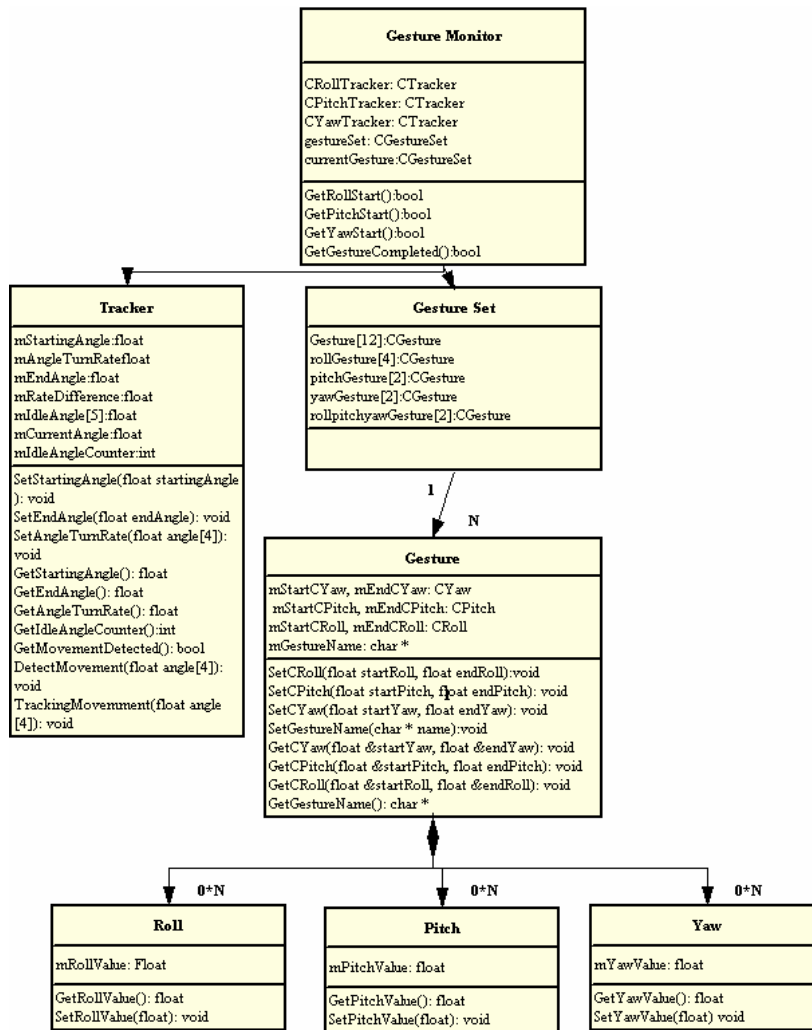 Gesture Monitor
CRollTracker: CTracker
CPitchTracker: CTracker
CYawTracker: CTracker
gestureSet: CGestureSet
currentGesture:CGestureSet
GetRollStart():bool
GetPitchStart():bool
GetYawStart():bool
GetGestureCompleted():bool
Tracker
mStartingAngle:float
mAngleTurnRatefloat
mEndAngle:float
mRateDifference:float
mIdleAngle[5]:float
mCurrentAngle:float
mIdleAngleCounter:int
SetStartingAngle(float startingAngle
): void
SetEndAngle(float endAngle): void
SetAngleTurnRate(float angle[4]):
void
GetStartingAngle(): float
GetEndAngle(): float
GetAngleTurnRate(): float
GetIdleAngleCounter():int
GetMovementDetected(): bool
DetectMovement(float angle[4]):
void
TrackingMovemment(float angle
[4]): void
Gesture Set
Gesture[12]:CGesture
rollGesture[4]:CGesture
pitchGesture[2]:CGesture
yawGesture[2]:CGesture
rollpitchyawGesture[2]:CGesture
1
N
Gesture
mStartCYaw, mEndCYaw: CYaw
mStartCPitch, mEndCPitch: CPitch
mStartCRoll, mEndCRoll: CRoll
mGestureName: char *
SetCRoll(float startRoll, float endRoll):void
SetCPitch(float startPitch, float endPitch): void
SetCYaw(float startYaw, float endYaw): void
SetGestureName(char * name):void
GetCYaw(float &startYaw, float &endYaw): void
GetCPitch(float &startPitch, float endPitch): void
GetCRoll(float &startRoll, float &endRoll): void
GetGestureName(): char *
0*N
0*N
0*N
Roll
mRollValue: Float
GetRollValue(): float
SetRollValue(float): void
Pitch
mPitchValue: float
GetPitchValue(): float
SetPitchValue(float): void
Yaw
mYawValue: float
GetYawValue(): float
SetYawValue(float) void